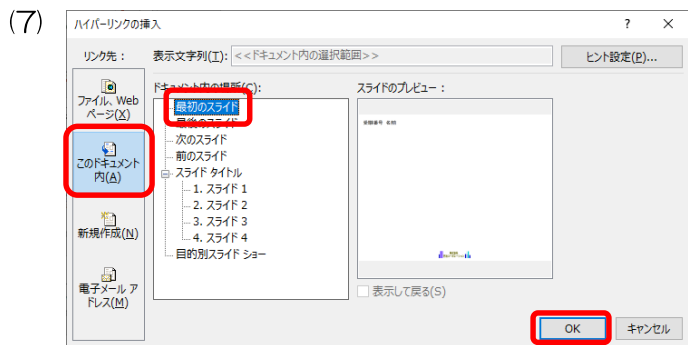 (7)
ハイパーリンクの挿入 ? ×
リンク先： 表示文字列(T): <<ドキュメント内の選択範囲>> ヒント設定(P)...
ファイル、Web
ページ(X)
このドキュメント
内(A)
新規作成(N)
電子メール ア
ドレス(M)
ドキュメント内の場所(C):
最初のスライド
最後のスライド
次のスライド
前のスライド
スライド タイトル
1. スライド 1
2. スライド 2
3. スライド 3
4. スライド 4
目的別スライド ショー
スライドのプレビュー：
受験番号 名前
表示して戻る(S)
OK キャンセル